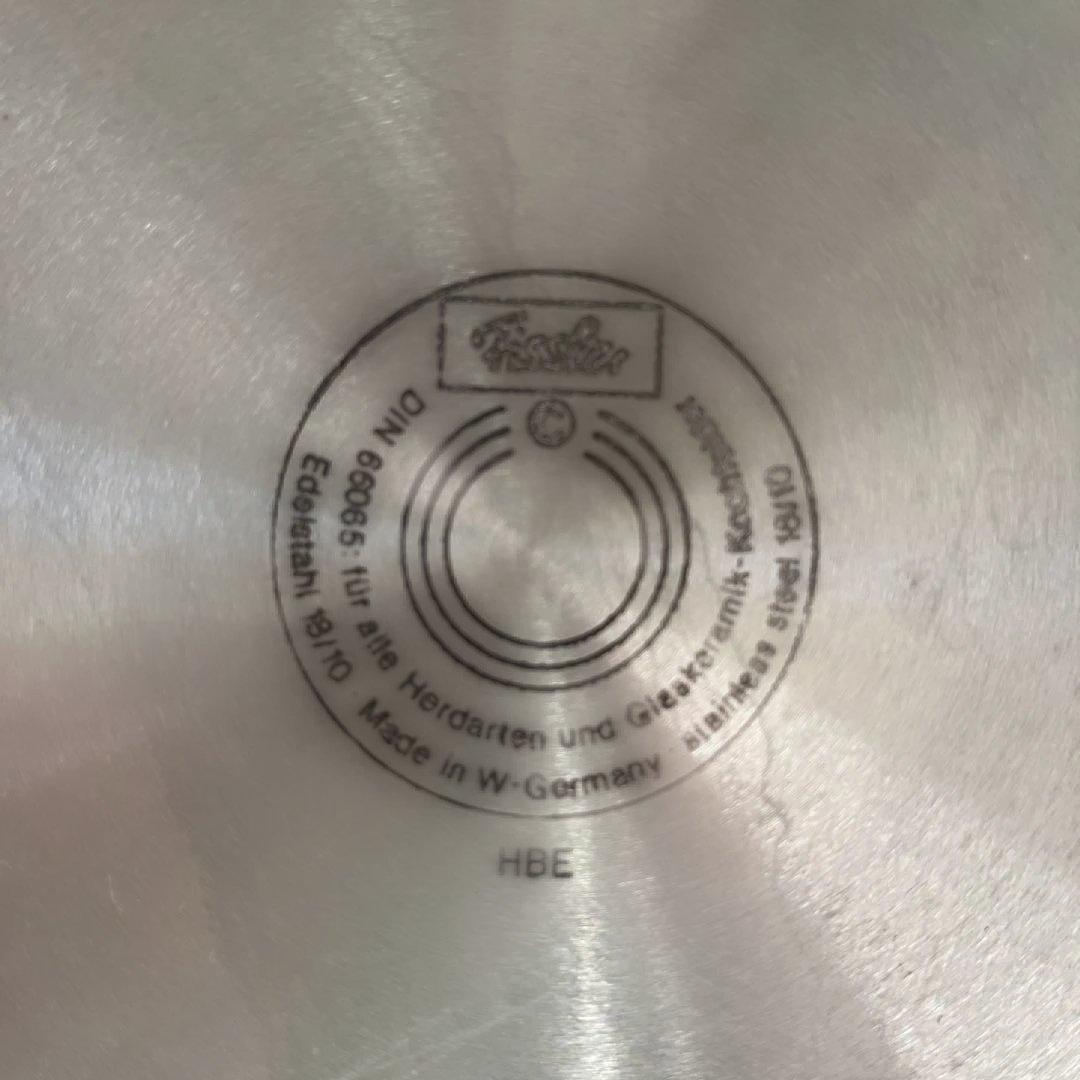 Fissler
C
DIN 66065: für alle Herdarten und Glaskeramik-Kochfelder
Edelstahl 18/10 Made in W-Germany stainless steel 18/10
HBE